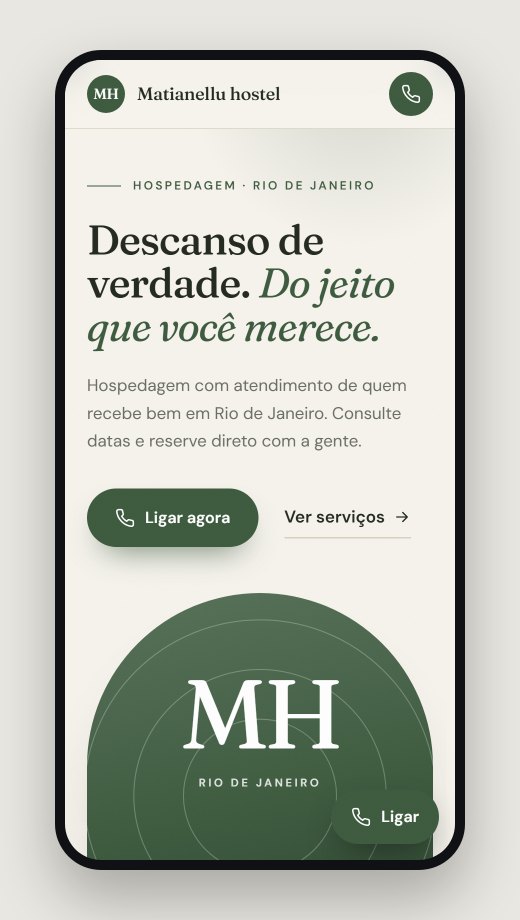 MH Matianellu hostel
HOSPEDAGEM · RIO DE JANEIRO
Descanso de
verdade. Do jeito
que você merece.
Hospedagem com atendimento de quem
recebe bem em Rio de Janeiro. Consulte
datas e reserve direto com a gente.
Ligar agora
Ver serviços →
MH
RIO DE JANEIRO
Ligar